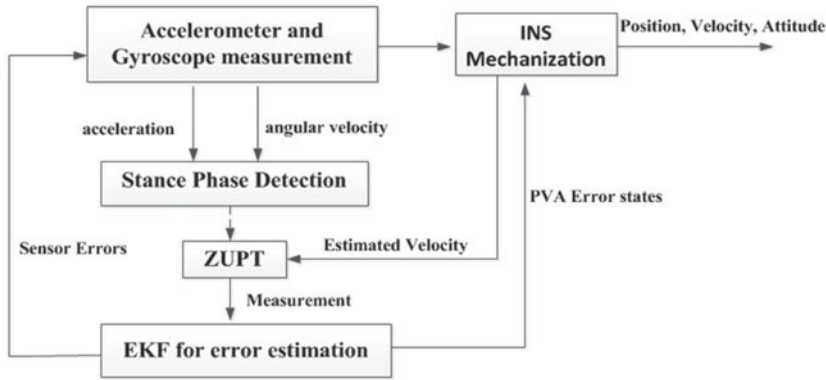 Accelerometer and
Gyroscope measurement
INS
Mechanization
Position, Velocity, Attitude
acceleration
angular velocity
Stance Phase Detection
PVA Error states
Sensor Errors
Estimated Velocity
ZUPT
Measurement
EKF for error estimation